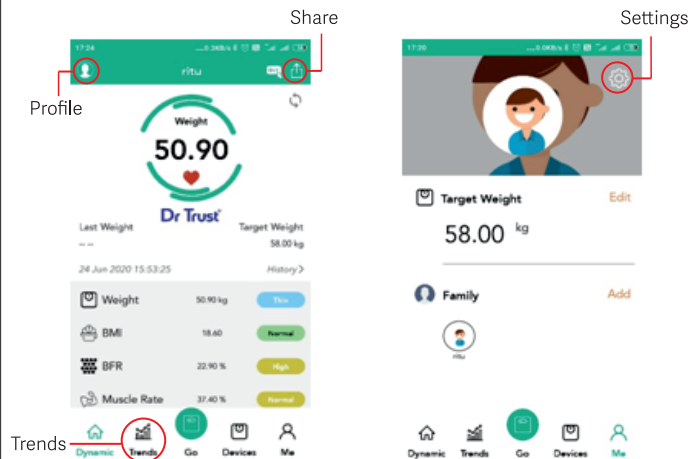 Share
Settings
Profile
Trends
17:24
ritu
Weight
50.90
Dr Trust
Last Weight
Target Weight
-- --
58.00 kg
24 Jun 2020 15:53:25
History >
Weight 50.90 kg Thin
BMI 18.60 Normal
BFR 22.90 % High
Muscle Rate 37.40 % Normal
Dynamic Trends Go Devices Me
17:20
Target Weight Edit
58.00 kg
Family Add
ritu
Dynamic Trends Go Devices Me